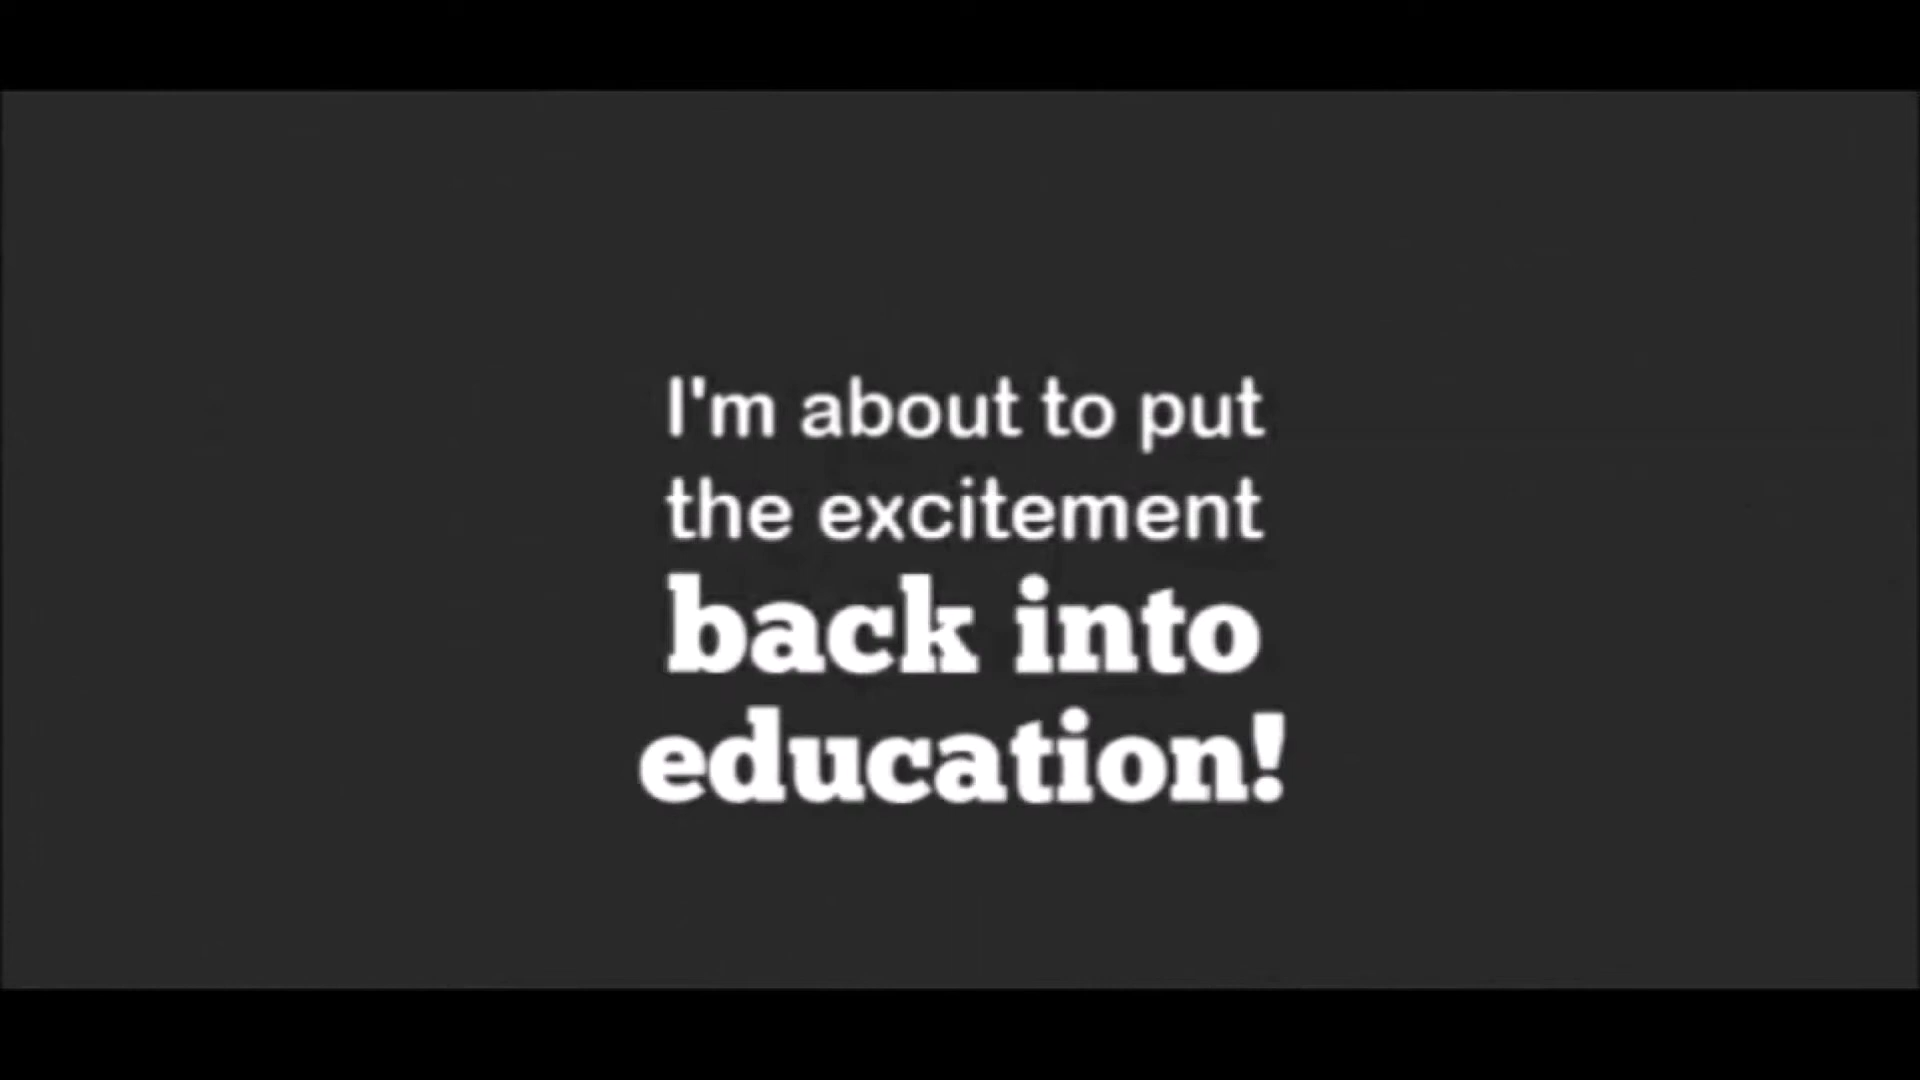 I'm about to put
the excitement
back into
education!